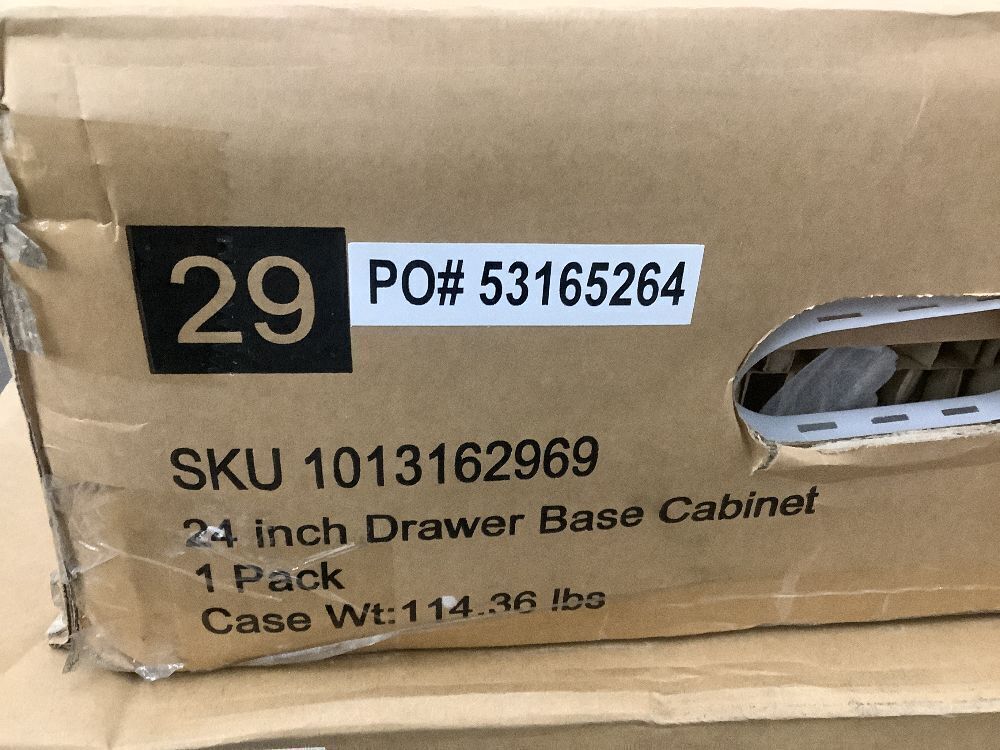 29
PO# 53165264
SKU 1013162969
24 inch Drawer Base Cabinet
1 Pack
Case Wt:114.36 lbs